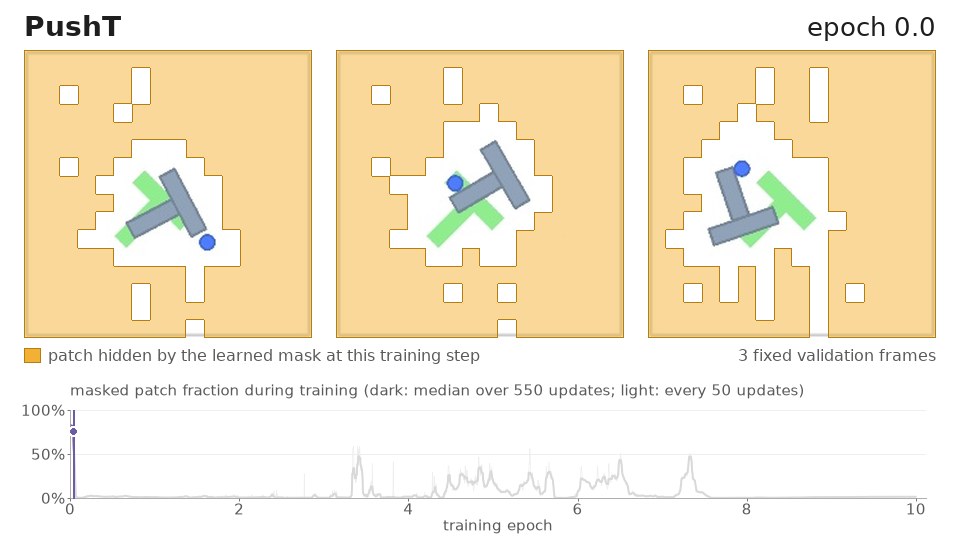 PushT
epoch 0.0
patch hidden by the learned mask at this training step
3 fixed validation frames
masked patch fraction during training (dark: median over 550 updates; light: every 50 updates)
100%
50%
0%
0 2 4 6 8 10
training epoch